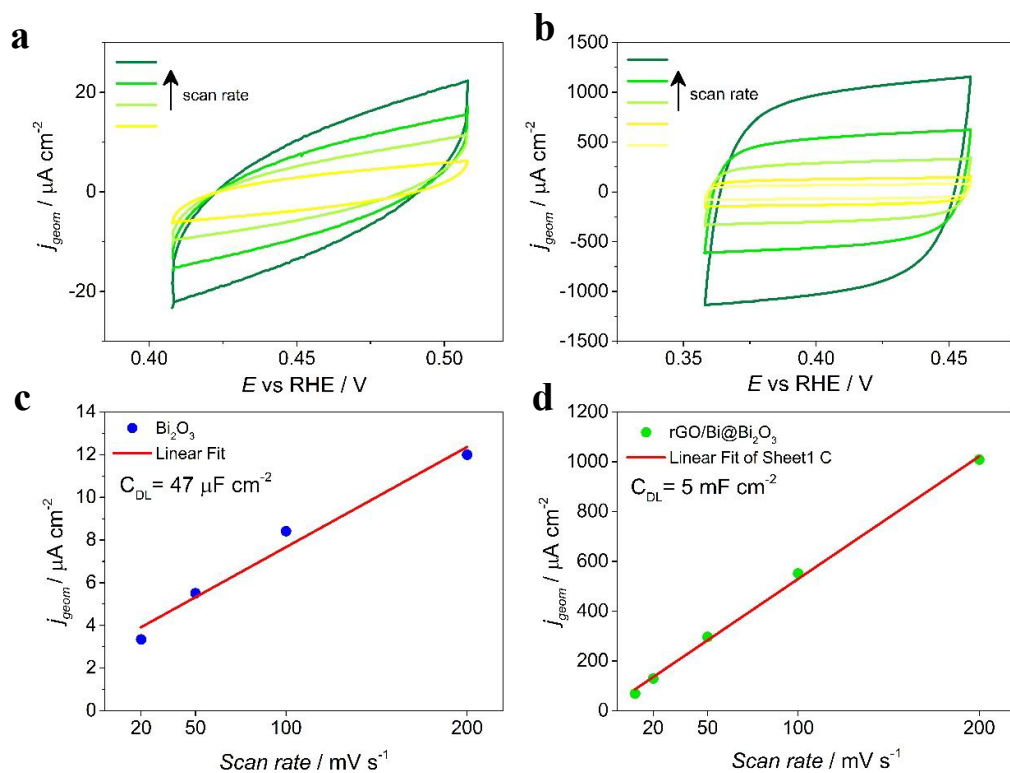 a
20
0
-20
j_geom / μA cm⁻²
scan rate
0.40
0.45
0.50
E vs RHE / V
b
1500
1000
500
0
-500
-1000
-1500
j_geom / μA cm⁻²
scan rate
0.35
0.40
0.45
E vs RHE / V
c
14
12
10
8
6
4
2
0
j_geom / μA cm⁻²
Bi₂O₃
Linear Fit
C_DL= 47 μF cm⁻²
20
50
100
200
Scan rate / mV s⁻¹
d
1200
1000
800
600
400
200
0
j_geom / μA cm⁻²
rGO/Bi@Bi₂O₃
Linear Fit of Sheet1 C
C_DL= 5 mF cm⁻²
20
50
100
200
Scan rate / mV s⁻¹